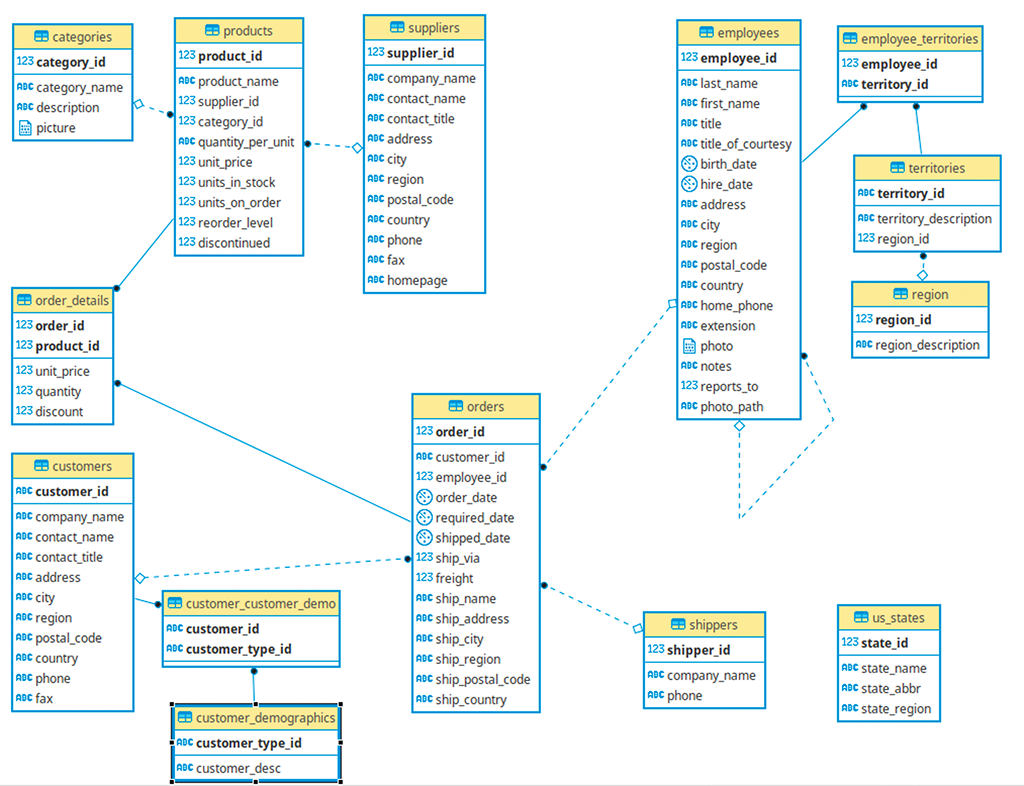 categories
123 category_id
ABC category_name
ABC description
picture
products
123 product_id
ABC product_name
123 supplier_id
123 category_id
ABC quantity_per_unit
123 unit_price
123 units_in_stock
123 units_on_order
123 reorder_level
123 discontinued
suppliers
123 supplier_id
ABC company_name
ABC contact_name
ABC contact_title
ABC address
ABC city
ABC region
ABC postal_code
ABC country
ABC phone
ABC fax
ABC homepage
employees
123 employee_id
ABC last_name
ABC first_name
ABC title
ABC title_of_courtesy
birth_date
hire_date
ABC address
ABC city
ABC region
ABC postal_code
ABC country
ABC home_phone
ABC extension
photo
ABC notes
123 reports_to
ABC photo_path
employee_territories
123 employee_id
ABC territory_id
territories
ABC territory_id
ABC territory_description
123 region_id
region
123 region_id
ABC region_description
order_details
123 order_id
123 product_id
123 unit_price
123 quantity
123 discount
customers
ABC customer_id
ABC company_name
ABC contact_name
ABC contact_title
ABC address
ABC city
ABC region
ABC postal_code
ABC country
ABC phone
ABC fax
orders
123 order_id
ABC customer_id
123 employee_id
order_date
required_date
shipped_date
123 ship_via
123 freight
ABC ship_name
ABC ship_address
ABC ship_city
ABC ship_region
ABC ship_postal_code
ABC ship_country
customer_customer_demo
ABC customer_id
ABC customer_type_id
customer_demographics
ABC customer_type_id
ABC customer_desc
shippers
123 shipper_id
ABC company_name
ABC phone
us_states
123 state_id
ABC state_name
ABC state_abbr
ABC state_region